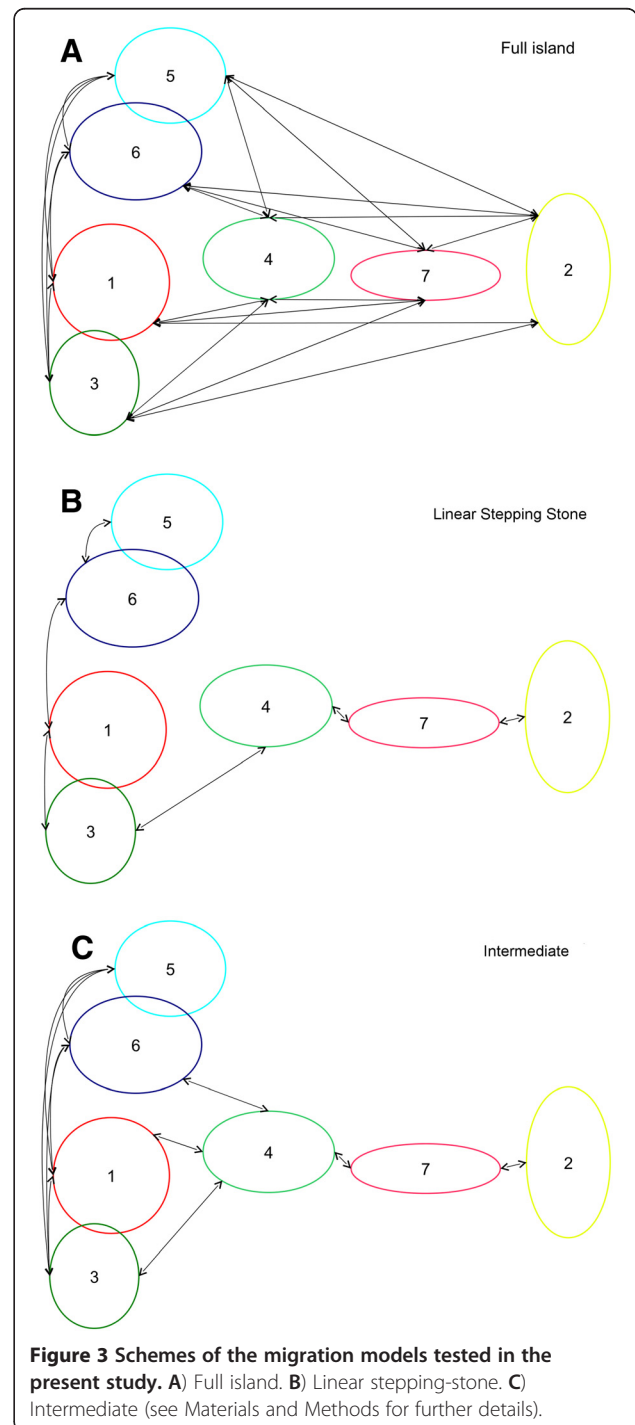 A
Full island
5
6
4
1
7
2
3
B
Linear Stepping Stone
5
6
4
1
7
2
3
C
Intermediate
5
6
4
1
7
2
3
Figure 3 Schemes of the migration models tested in the
present study. A) Full island. B) Linear stepping-stone. C)
Intermediate (see Materials and Methods for further details).